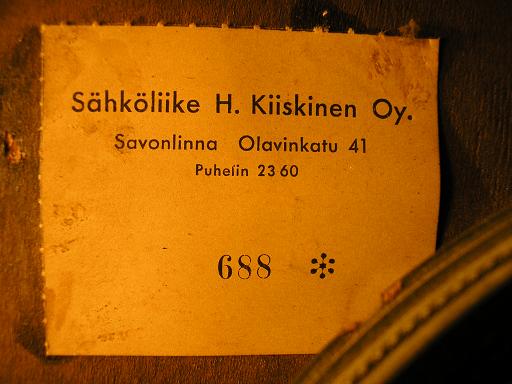 Sähköliike H. Kiiskinen Oy.
Savonlinna Olavinkatu 41
Puhelin 23 60
688